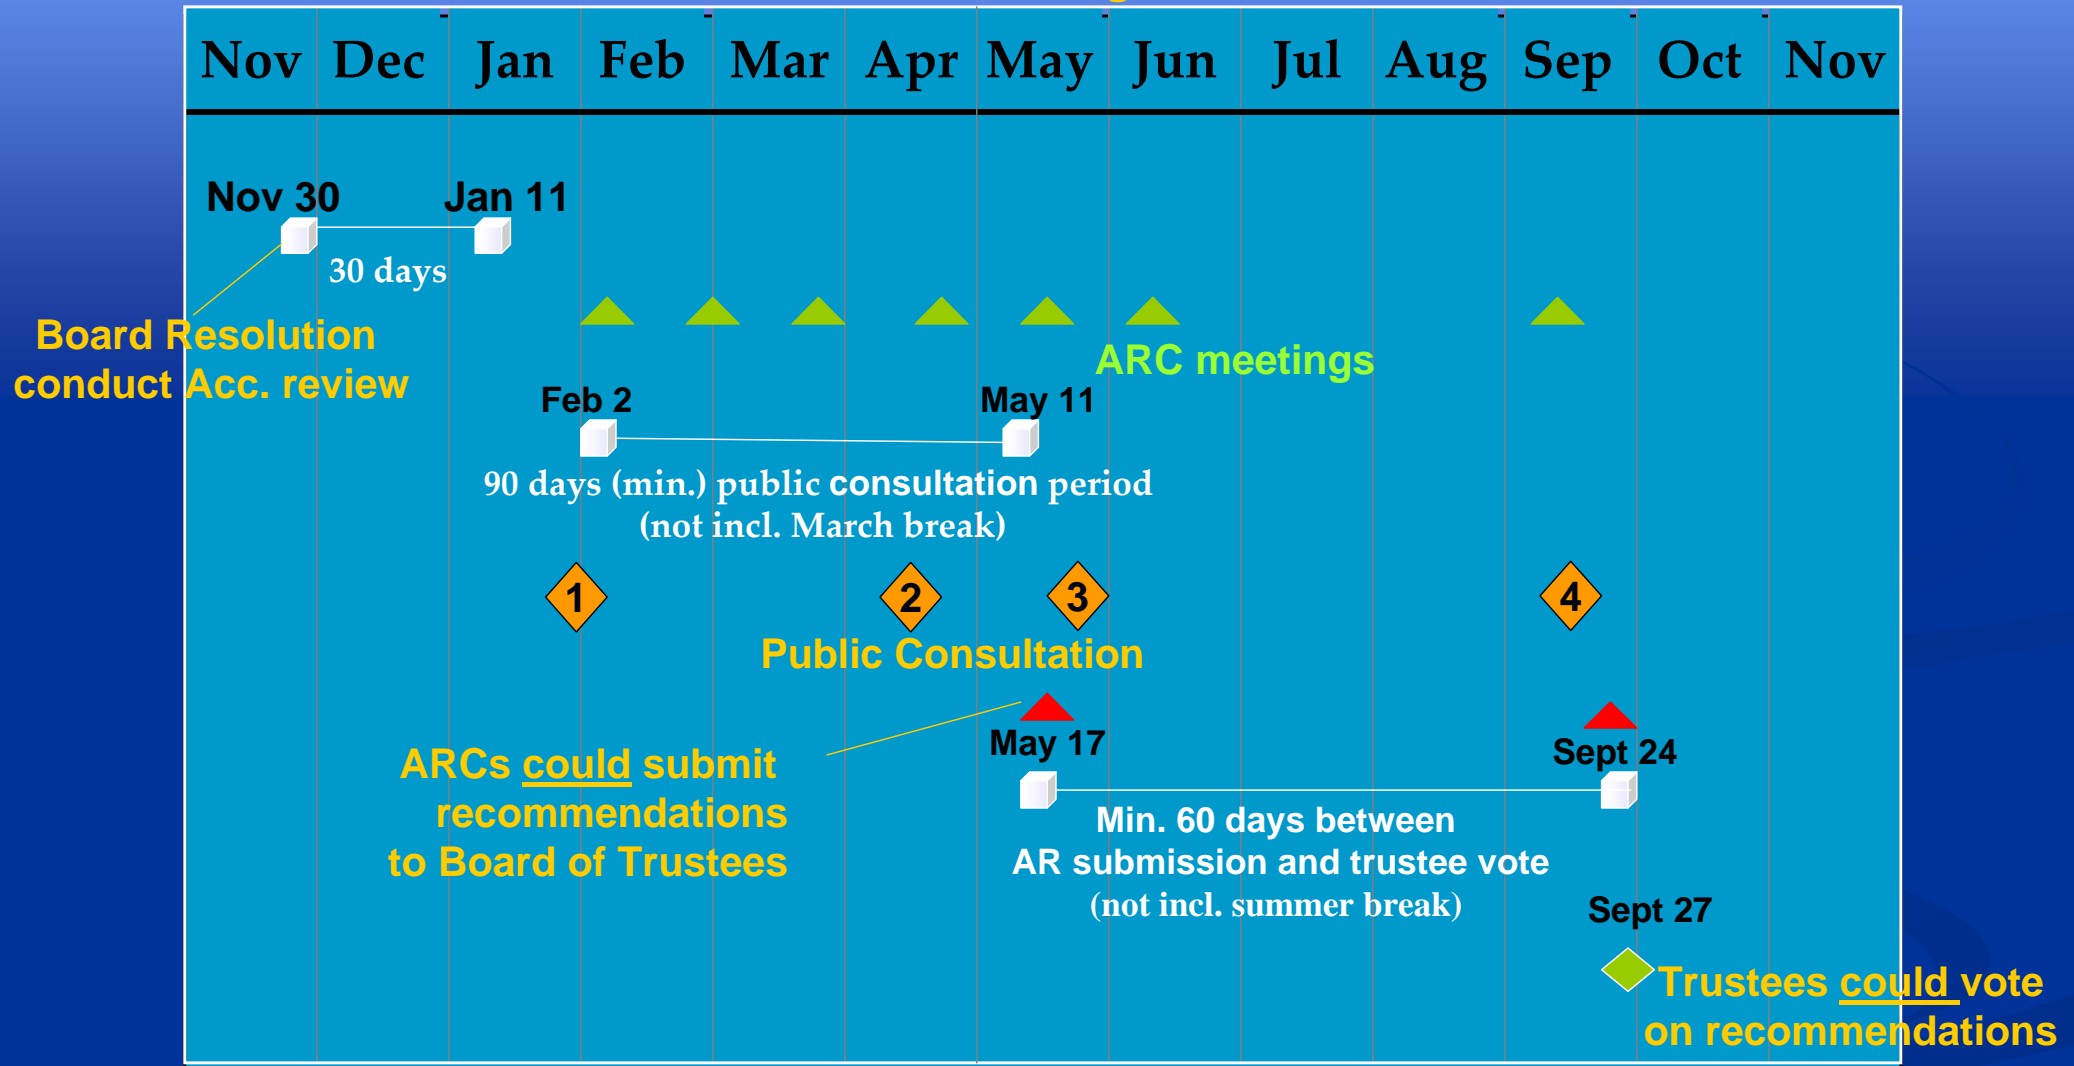 Nov Dec Jan Feb Mar Apr May Jun Jul Aug Sep Oct Nov
Nov 30
Jan 11
30 days
Board Resolution
conduct Acc. review
ARC meetings
Feb 2
May 11
90 days (min.) public consultation period
(not incl. March break)
1
2
3
4
Public Consultation
May 17
Sept 24
ARCs could submit
recommendations
to Board of Trustees
Min. 60 days between
AR submission and trustee vote
(not incl. summer break)
Sept 27
Trustees could vote
on recommendations